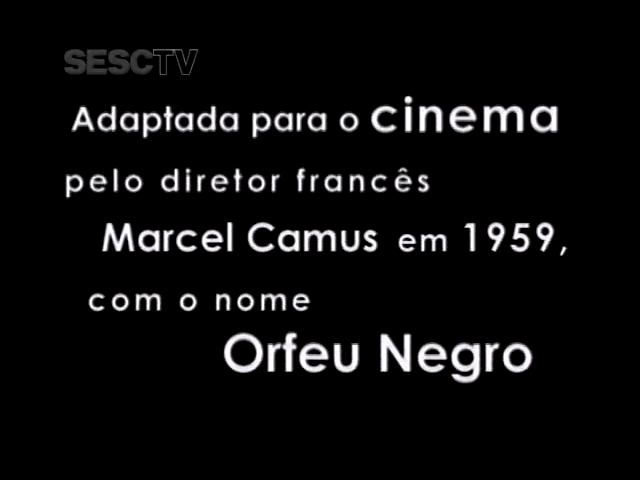 SESCTV
Adaptada para o cinema
pelo diretor francês
Marcel Camus em 1959,
com o nome
Orfeu Negro